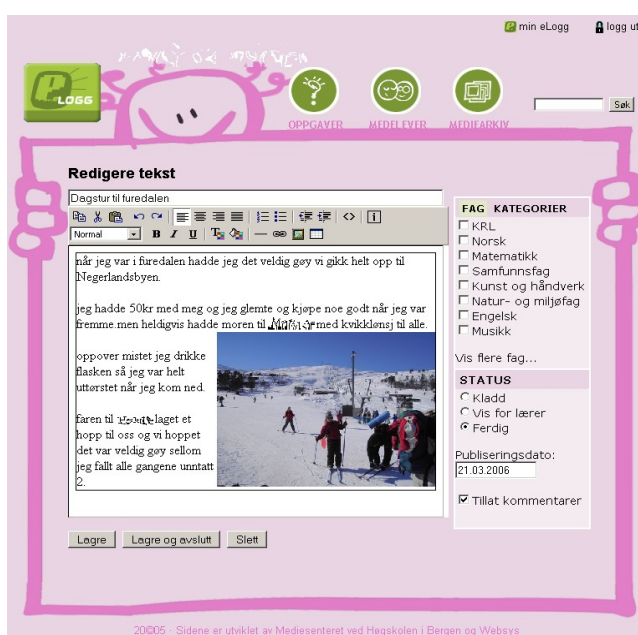 min eLogg logg ut
eLOGG
OPPGAVER MEDELEVER MEDIEARKIV
Søk
Redigere tekst
Dagstur til furedalen
Normal B I U T
når jeg var i furedalen hadde jeg det veldig gøy vi gikk helt opp til
Negerlandsbyen.
jeg hadde 50kr med meg og jeg glemte og kjøpe noe godt når jeg var
fremme.men heldigvis hadde moren til med kvikklønsj til alle.
oppover mistet jeg drikke
flasken så jeg var helt
uttørstet når jeg kom ned.
faren til laget et
hopp til oss og vi hoppet
det var veldig gøy sellom
jeg fallt alle gangene unntatt
2.
Lagre Lagre og avslutt Slett
FAG KATEGORIER
KRL
Norsk
Matematikk
Samfunnsfag
Kunst og håndverk
Natur- og miljøfag
Engelsk
Musikk
Vis flere fag...
STATUS
Kladd
Vis for lærer
Ferdig
Publiseringsdato:
21.03.2006
Tillat kommentarer
20©05 · Sidene er utviklet av Mediesenteret ved Høgskolen i Bergen og Websys